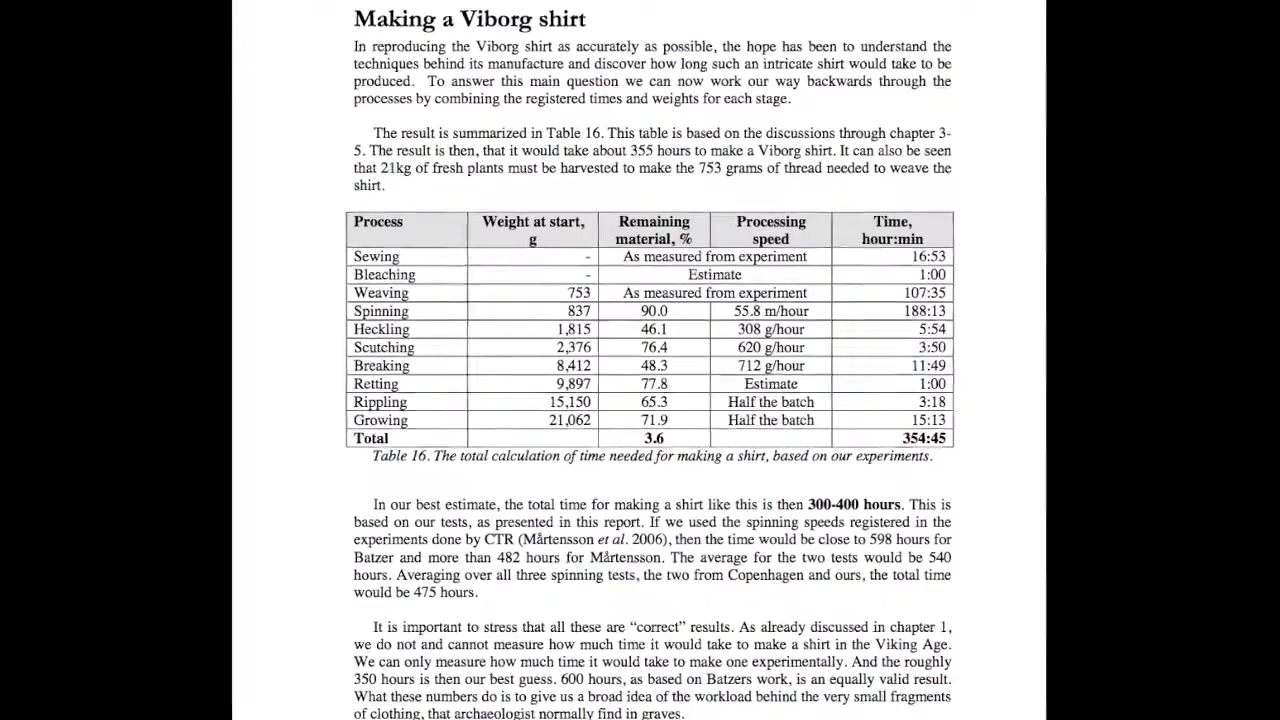 Making a Viborg shirt
In reproducing the Viborg shirt as accurately as possible, the hope has been to understand the
techniques behind its manufacture and discover how long such an intricate shirt would take to be
produced. To answer this main question we can now work our way backwards through the
processes by combining the registered times and weights for each stage.
The result is summarized in Table 16. This table is based on the discussions through chapter 3-
5. The result is then, that it would take about 355 hours to make a Viborg shirt. It can also be seen
that 21kg of fresh plants must be harvested to make the 753 grams of thread needed to weave the
shirt.
Process Weight at start, g Remaining material, % Processing speed Time, hour:min
Sewing - As measured from experiment 16:53
Bleaching - Estimate 1:00
Weaving 753 As measured from experiment 107:35
Spinning 837 90.0 55.8 m/hour 188:13
Heckling 1,815 46.1 308 g/hour 5:54
Scutching 2,376 76.4 620 g/hour 3:50
Breaking 8,412 48.3 712 g/hour 11:49
Retting 9,897 77.8 Estimate 1:00
Rippling 15,150 65.3 Half the batch 3:18
Growing 21,062 71.9 Half the batch 15:13
Total 3.6 354:45
Table 16. The total calculation of time needed for making a shirt, based on our experiments.
In our best estimate, the total time for making a shirt like this is then 300-400 hours. This is
based on our tests, as presented in this report. If we used the spinning speeds registered in the
experiments done by CTR (Mårtensson et al. 2006), then the time would be close to 598 hours for
Batzer and more than 482 hours for Mårtensson. The average for the two tests would be 540
hours. Averaging over all three spinning tests, the two from Copenhagen and ours, the total time
would be 475 hours.
It is important to stress that all these are “correct” results. As already discussed in chapter 1,
we do not and cannot measure how much time it would take to make a shirt in the Viking Age.
We can only measure how much time it would take to make one experimentally. And the roughly
350 hours is then our best guess. 600 hours, as based on Batzers work, is an equally valid result.
What these numbers do is to give us a broad idea of the workload behind the very small fragments
of clothing, that archaeologist normally find in graves.